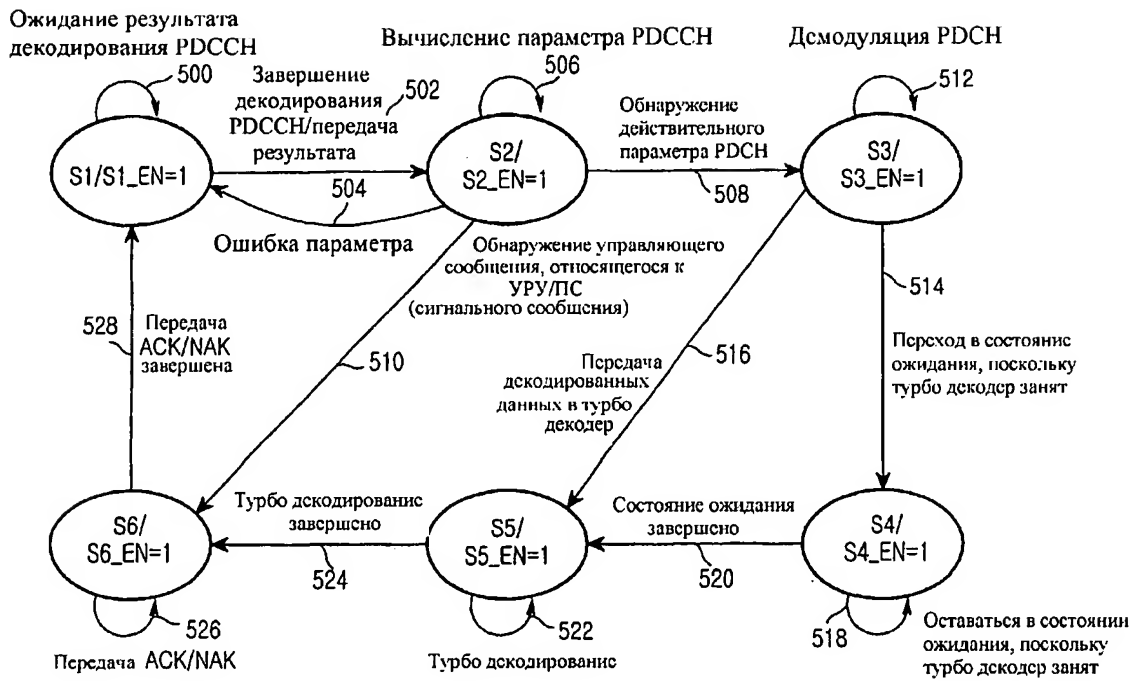 Ожидание результата
декодирования PDCCH
500
Завершение
декодирования
PDCCH/передача
результата
502
Вычисление параметра PDCCH
506
Обнаружение
действительного
параметра PDCH
508
Демодуляция PDCH
512
S1/S1_EN=1
S2/
S2_EN=1
S3/
S3_EN=1
504
Ошибка параметра
Обнаружение управляющего
сообщения, относящегося к
УРУ/ПС
(сигнального сообщения)
514
528
Передача
ACK/NAK
завершена
510
Передача
декодированных
данных в турбо
декодер
516
Переход в состояние
ожидания, поскольку
турбо декодер занят
S6/
S6_EN=1
Турбо декодирование
завершено
524
S5/
S5_EN=1
Состояние ожидания
завершено
520
S4/
S4_EN=1
526
Передача ACK/NAK
522
Турбо декодирование
518
Оставаться в состоянии
ожидания, поскольку
турбо декодер занят